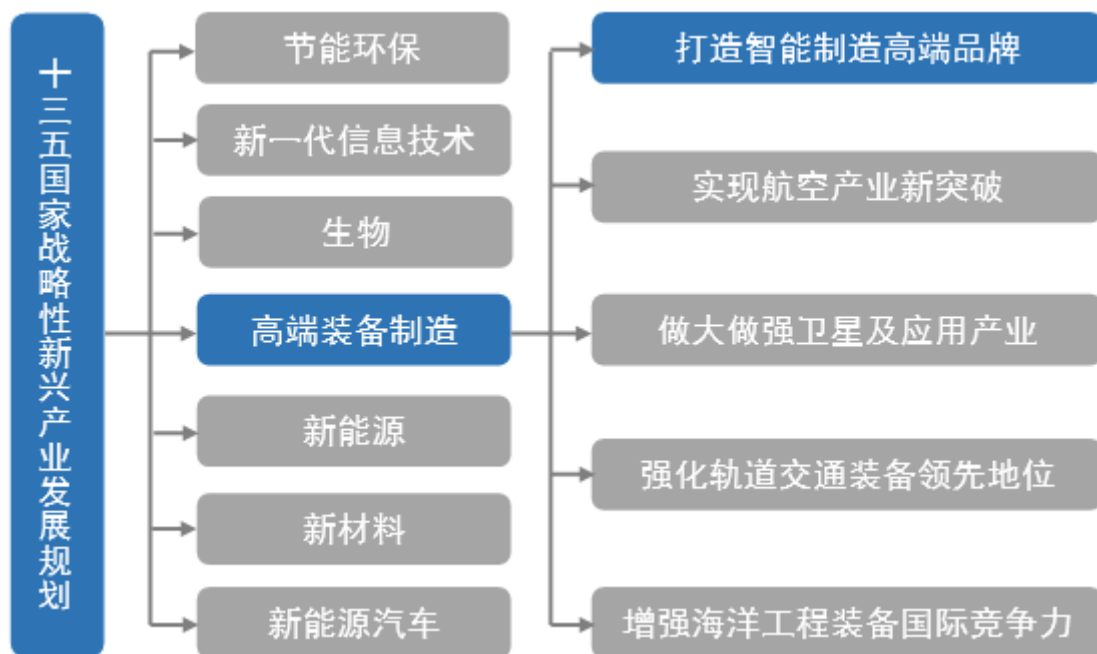 十三五国家战略性新兴产业发展规划
节能环保
新一代信息技术
生物
高端装备制造
新能源
新材料
新能源汽车
打造智能制造高端品牌
实现航空产业新突破
做大做强卫星及应用产业
强化轨道交通装备领先地位
增强海洋工程装备国际竞争力